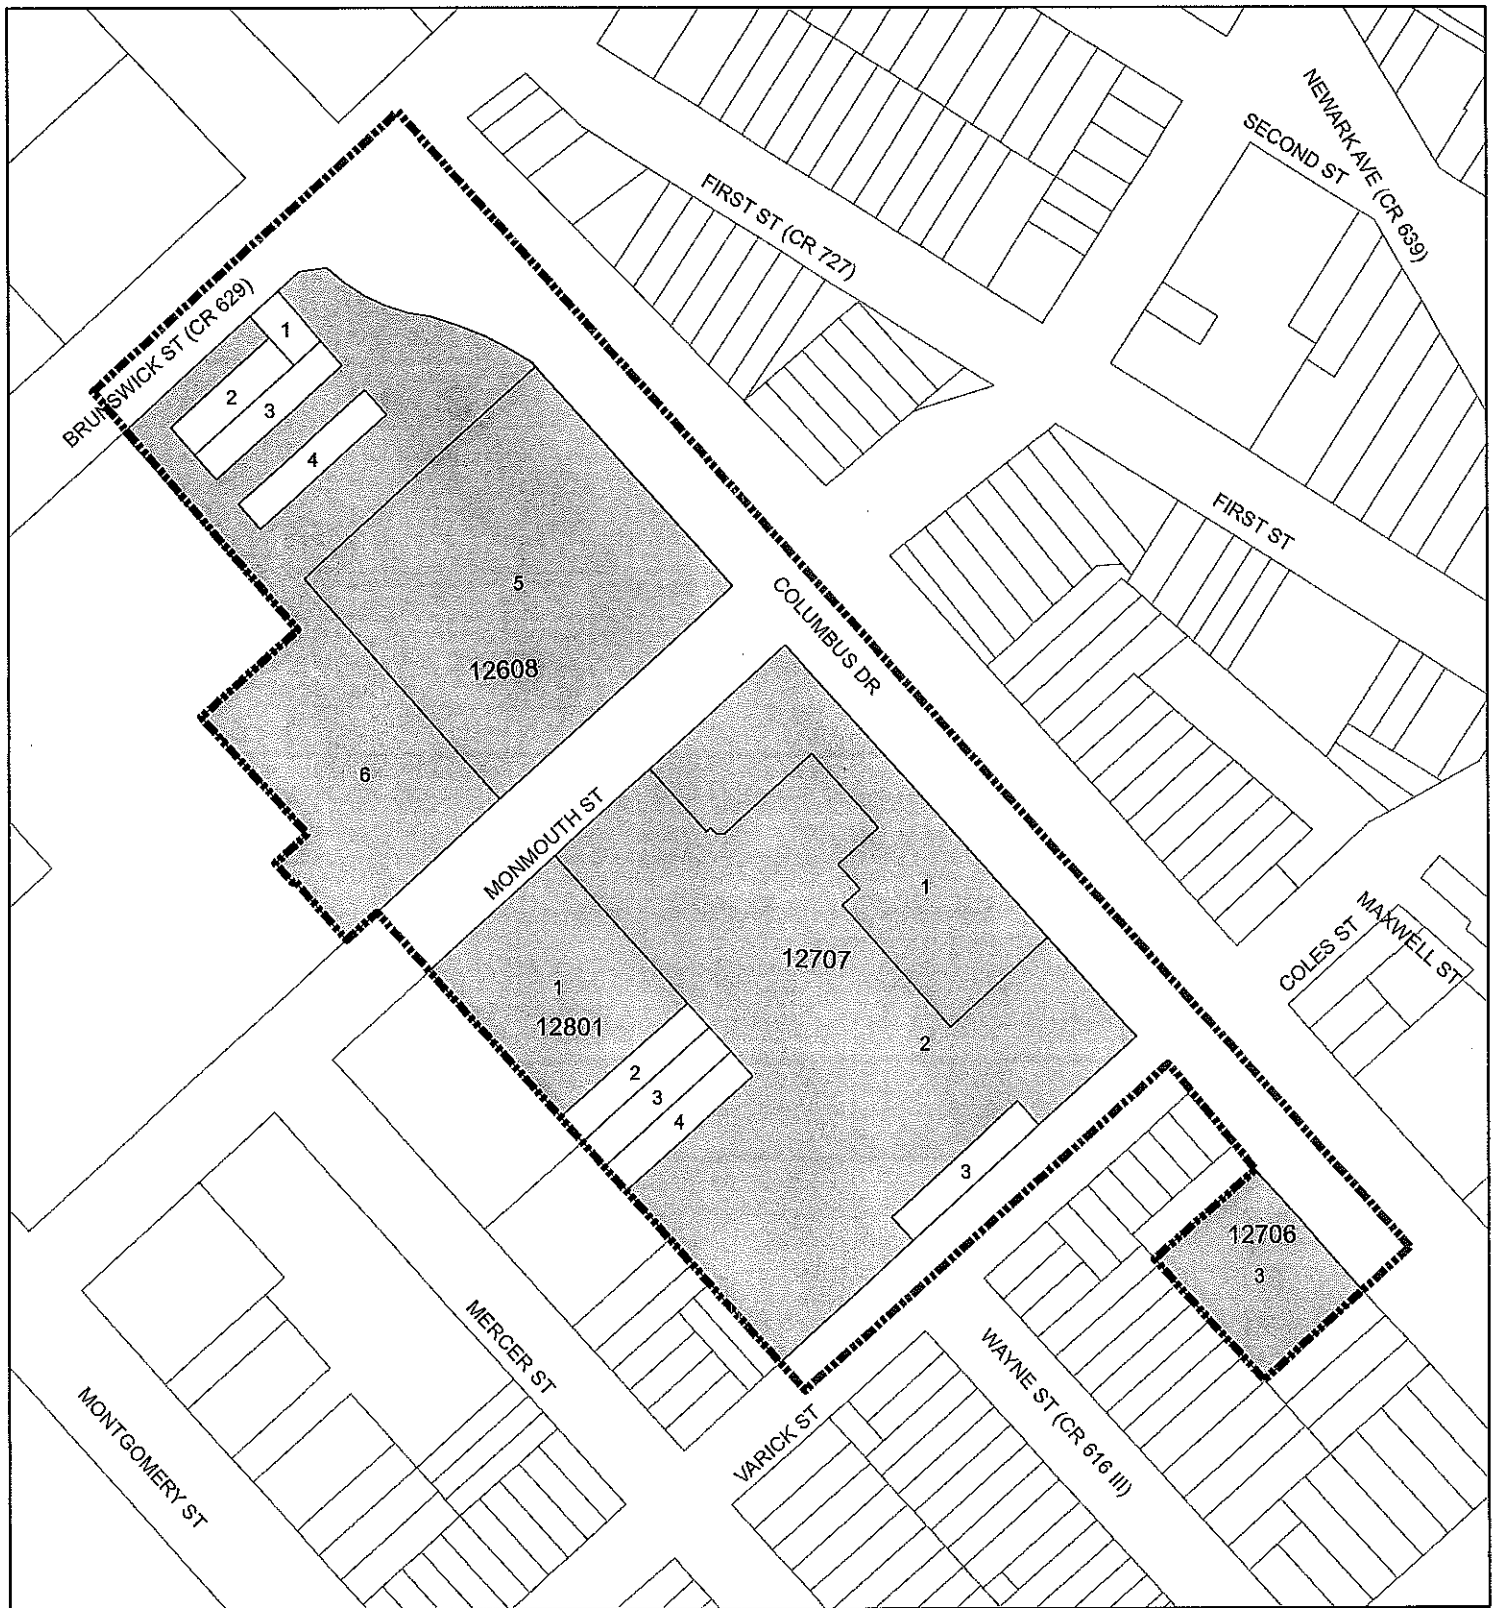 NEWARK AVE (CR 639)
SECOND ST
FIRST ST (CR 727)
BRUNSWICK ST (CR 629)
1
2
3
4
FIRST ST
5
COLUMBUS DR
12608
6
MONMOUTH ST
1
12707
MAXWELL ST
COLES ST
1
12801
2
2
3
4
3
12706
3
MERCER ST
WAYNE ST (CR 616 III)
MONTGOMERY ST
VARICK ST